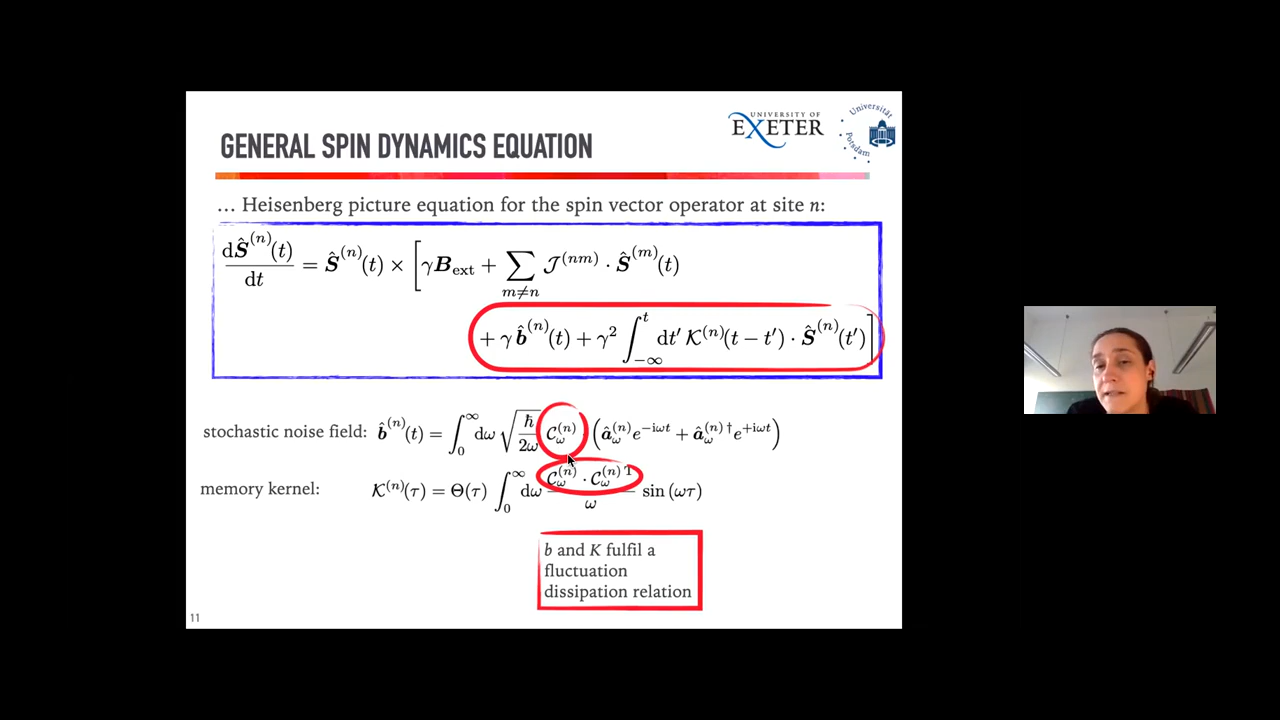 UNIVERSITY OF
EXETER
Universität
Potsdam
GENERAL SPIN DYNAMICS EQUATION
… Heisenberg picture equation for the spin vector operator at site n:
dŜ⁽ⁿ⁾(t)/dt = Ŝ⁽ⁿ⁾(t) × [γB_ext + ∑_{m≠n} 𝒥⁽ⁿᵐ⁾ · Ŝ⁽ᵐ⁾(t)
+ γ b̂⁽ⁿ⁾(t) + γ² ∫_{−∞}^{t} dt′ 𝒦⁽ⁿ⁾(t − t′) · Ŝ⁽ⁿ⁾(t′)]
stochastic noise field: b̂⁽ⁿ⁾(t) = ∫_0^∞ dω √(ħ/2ω) 𝒞_ω⁽ⁿ⁾ (â_ω⁽ⁿ⁾ e^{−iωt} + â_ω⁽ⁿ⁾† e^{+iωt})
memory kernel: 𝒦⁽ⁿ⁾(τ) = Θ(τ) ∫_0^∞ dω (𝒞_ω⁽ⁿ⁾ · 𝒞_ω⁽ⁿ⁾ᵀ)/ω sin (ωτ)
b and K fulfil a
fluctuation
dissipation relation
11